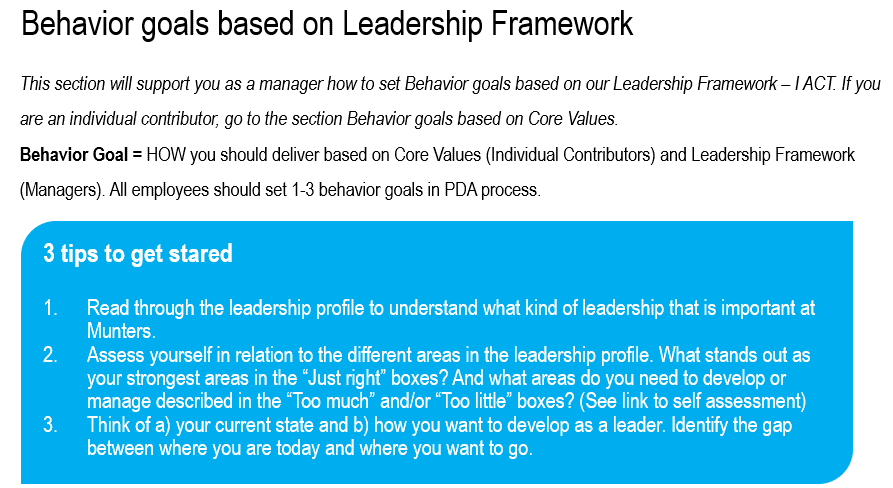 Behavior goals based on Leadership Framework
This section will support you as a manager how to set Behavior goals based on our Leadership Framework – I ACT. If you
are an individual contributor, go to the section Behavior goals based on Core Values.
Behavior Goal = HOW you should deliver based on Core Values (Individual Contributors) and Leadership Framework
(Managers). All employees should set 1-3 behavior goals in PDA process.
3 tips to get stared
1. Read through the leadership profile to understand what kind of leadership that is important at
Munters.
2. Assess yourself in relation to the different areas in the leadership profile. What stands out as
your strongest areas in the “Just right” boxes? And what areas do you need to develop or
manage described in the “Too much” and/or “Too little” boxes? (See link to self assessment)
3. Think of a) your current state and b) how you want to develop as a leader. Identify the gap
between where you are today and where you want to go.